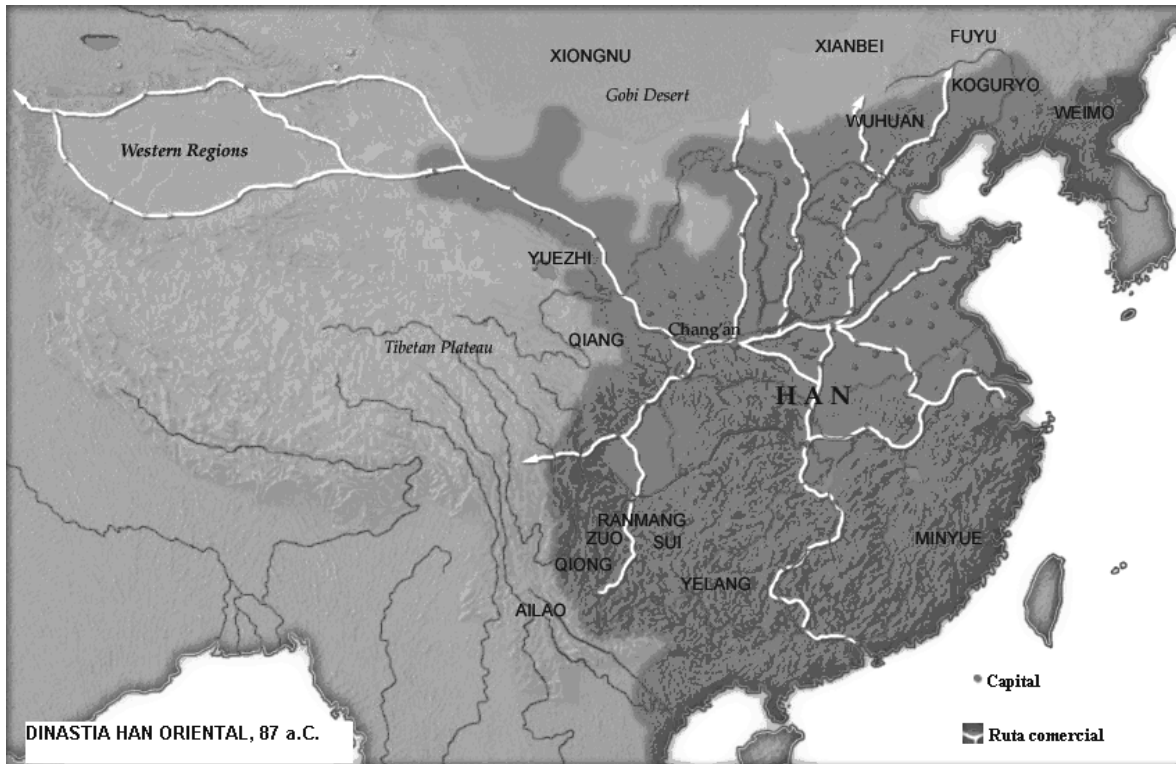 XIONGNU
XIANBEI
FUYU
Gobi Desert
KOGURYO
WUHUAN
WEIMO
Western Regions
YUEZHI
Chang'an
QIANG
Tibetan Plateau
HAN
RANMANG
ZUO
SUI
MINYUE
QIONG
YELANG
AILAO
Capital
DINASTIA HAN ORIENTAL, 87 a.C.
Ruta comercial